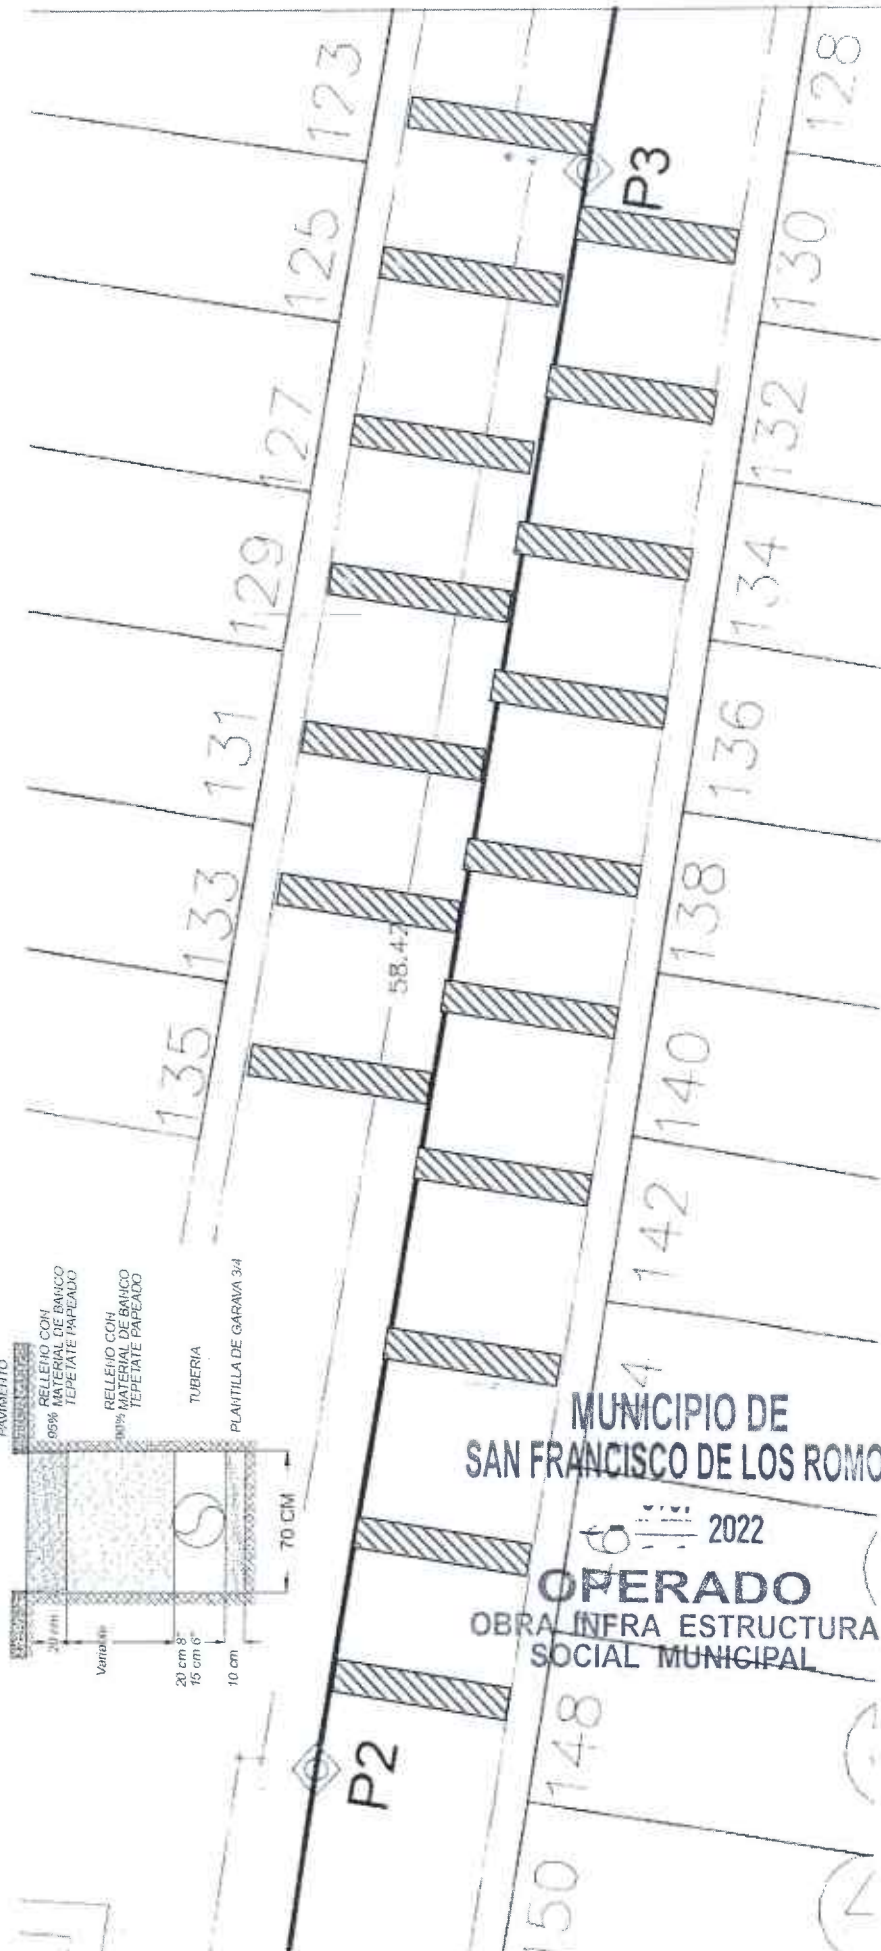 123
125
127
129
131
133
135
128
130
132
134
136
138
140
142
148
150
P3
P2
58.42
PAVIMENTO
RELLENO CON
95% MATERIAL DE BANCO
TEPETATE PAPEADO
RELLENO CON
90% MATERIAL DE BANCO
TEPETATE PAPEADO
TUBERIA
PLANTILLA DE GARAVA 3/4
20 cm
Variable
20 cm 8"
15 cm 6"
10 cm
70 CM
MUNICIPIO DE
SAN FRANCISCO DE LOS ROMO
2022
OPERADO
OBRA INFRA ESTRUCTURA
SOCIAL MUNICIPAL